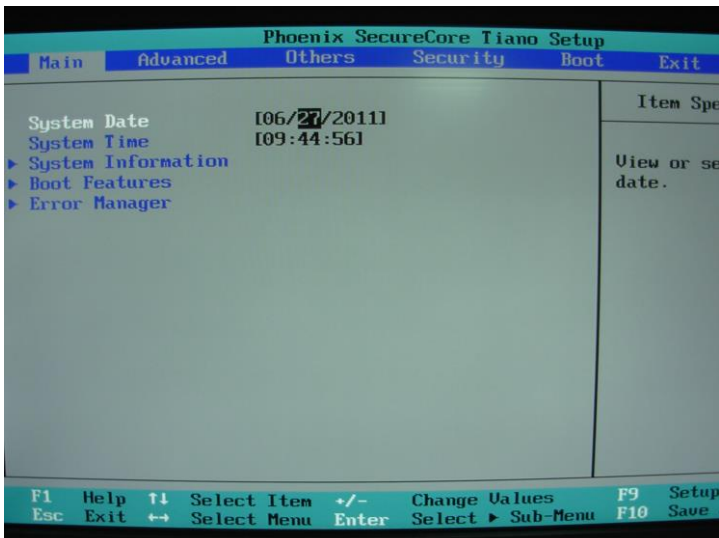 Phoenix SecureCore Tiano Setup
Main Advanced Others Security Boot Exit
System Date [06/27/2011]
System Time [09:44:56]
▶ System Information
▶ Boot Features
▶ Error Manager
Item Spe
View or se
date.
F1 Help ↑↓ Select Item +/- Change Values F9 Setup
Esc Exit ↔ Select Menu Enter Select ▶ Sub-Menu F10 Save